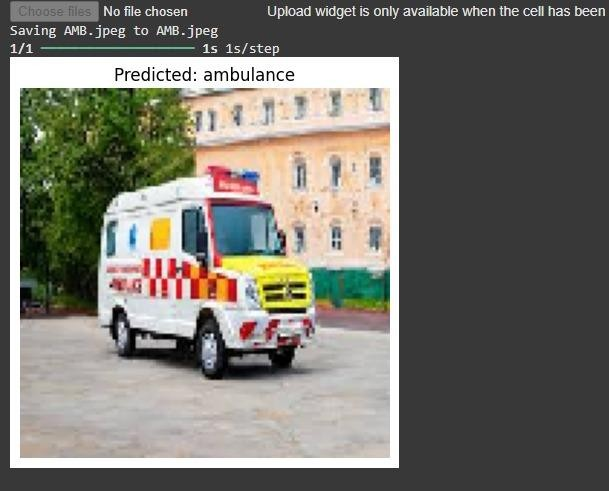 Choose files No file chosen Upload widget is only available when the cell has been
Saving AMB.jpeg to AMB.jpeg
1/1 1s 1s/step
Predicted: ambulance